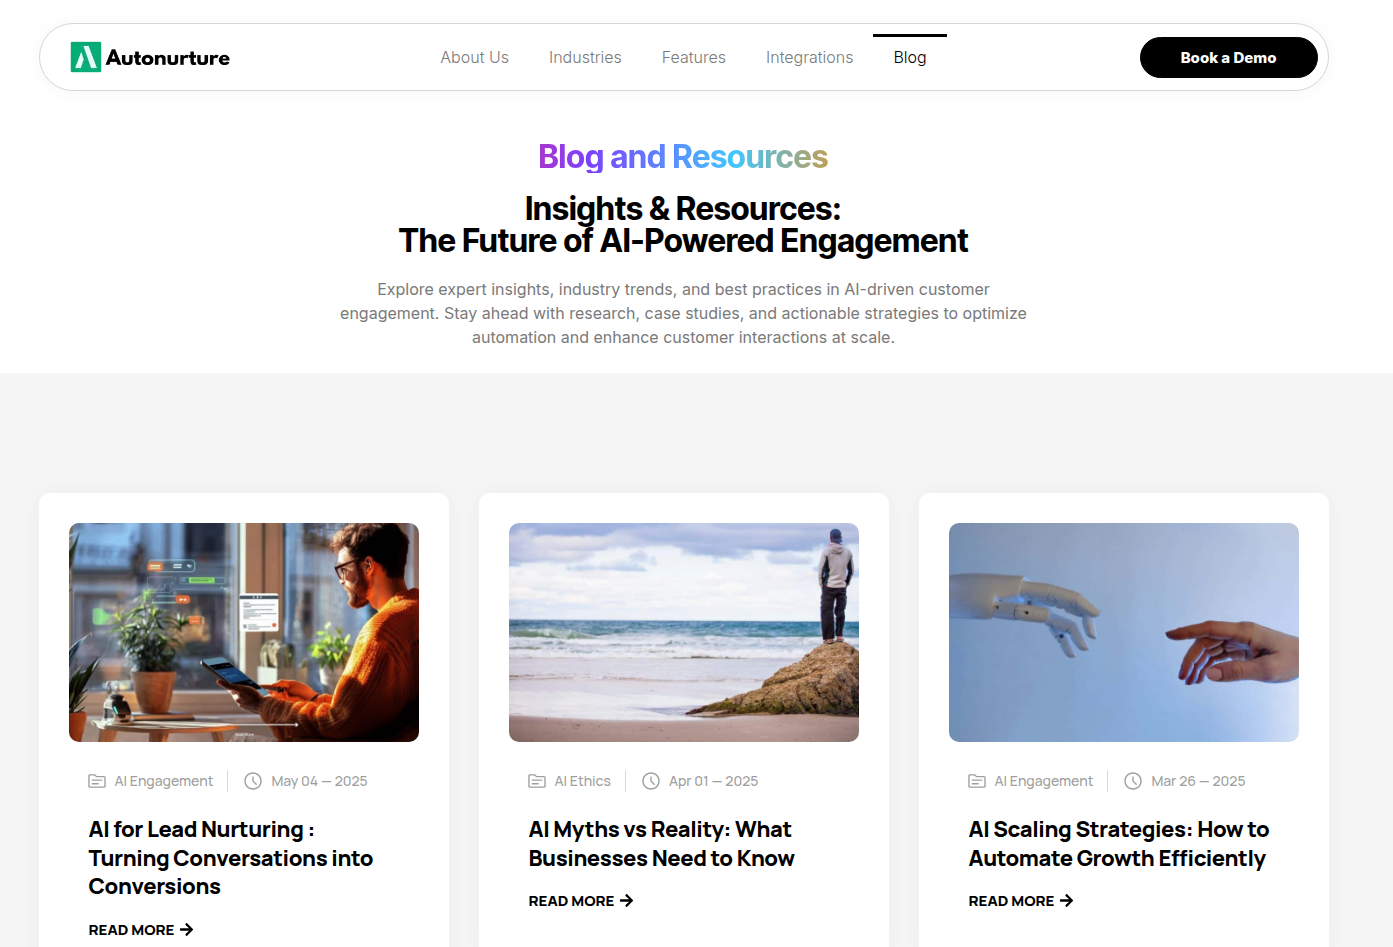 Autonurture
About Us
Industries
Features
Integrations
Blog
Book a Demo
Blog and Resources
Insights & Resources:
The Future of AI-Powered Engagement
Explore expert insights, industry trends, and best practices in AI-driven customer
engagement. Stay ahead with research, case studies, and actionable strategies to optimize
automation and enhance customer interactions at scale.
AI Engagement
May 04 — 2025
AI for Lead Nurturing :
Turning Conversations into
Conversions
READ MORE
AI Ethics
Apr 01 — 2025
AI Myths vs Reality: What
Businesses Need to Know
READ MORE
AI Engagement
Mar 26 — 2025
AI Scaling Strategies: How to
Automate Growth Efficiently
READ MORE